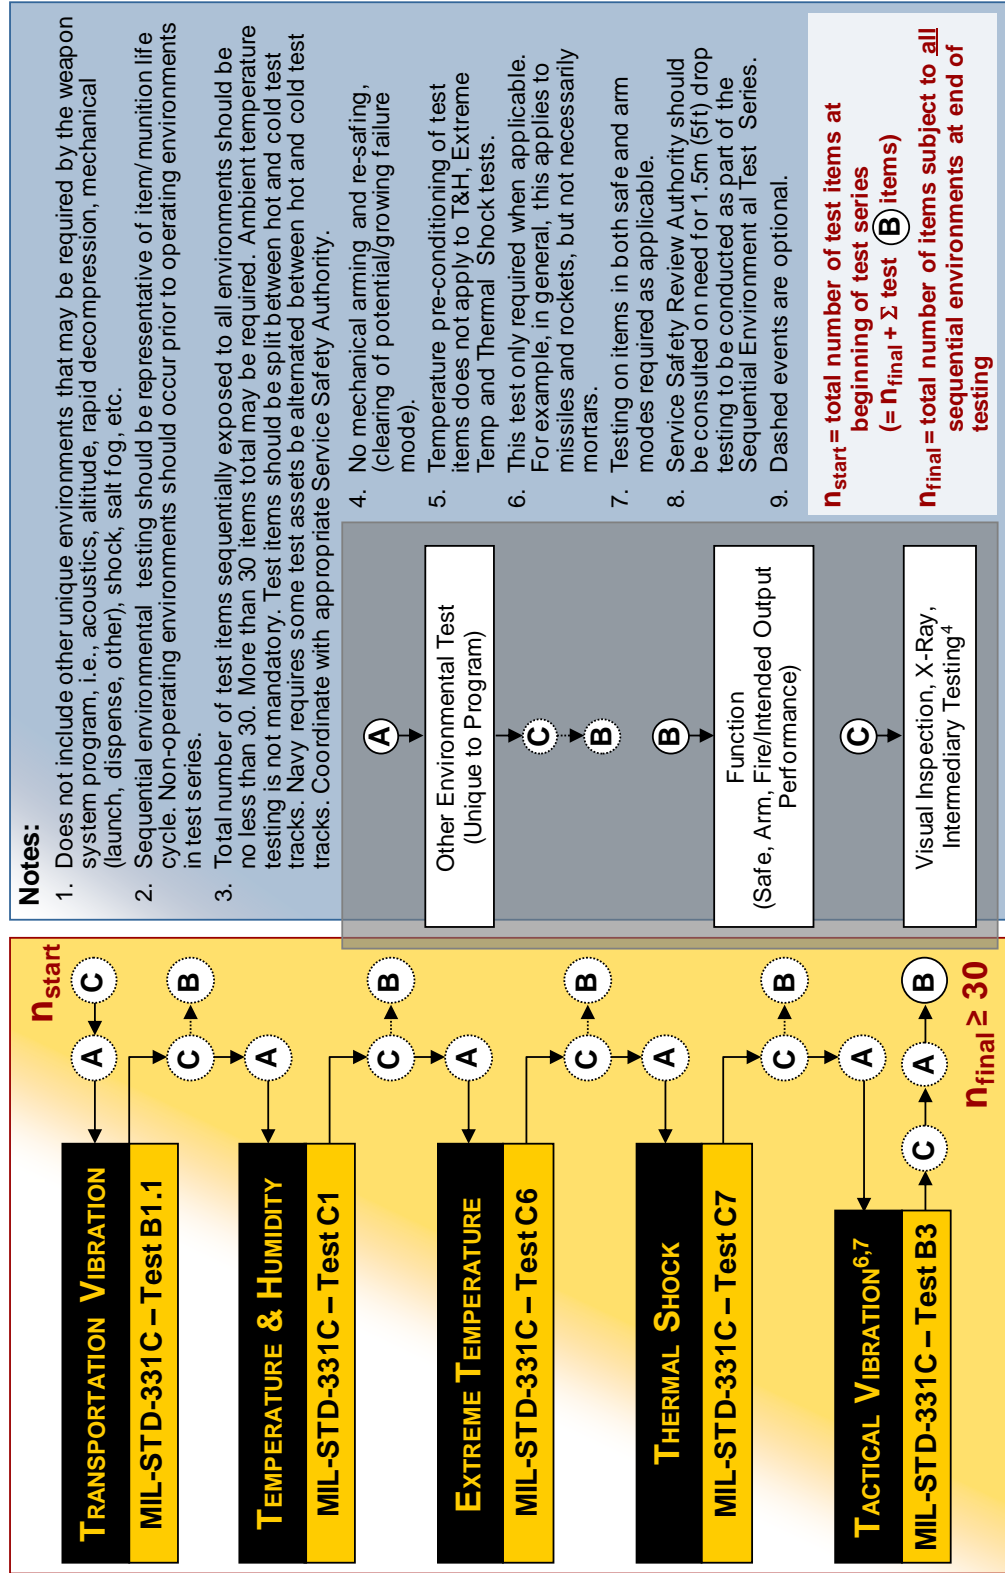 n_start
C
A
TRANSPORTATION VIBRATION
MIL-STD-331C – Test B1.1
C
B
A
TEMPERATURE & HUMIDITY
MIL-STD-331C – Test C1
C
B
A
EXTREME TEMPERATURE
MIL-STD-331C – Test C6
C
B
A
THERMAL SHOCK
MIL-STD-331C – Test C7
C
B
A
TACTICAL VIBRATION6,7
MIL-STD-331C – Test B3
C
A
B
n_final ≥ 30
Notes:
1. Does not include other unique environments that may be required by the weapon
system program, i.e., acoustics, altitude, rapid decompression, mechanical
(launch, dispense, other), shock, salt fog, etc.
2. Sequential environmental testing should be representative of item/munition life
cycle. Non-operating environments should occur prior to operating environments
in test series.
3. Total number of test items sequentially exposed to all environments should be
no less than 30. More than 30 items total may be required. Ambient temperature
testing is not mandatory. Test items should be split between hot and cold test
tracks. Navy requires some test assets be alternated between hot and cold test
tracks. Coordinate with appropriate Service Safety Authority.
4. No mechanical arming and re-safing,
(clearing of potential/growing failure
mode).
5. Temperature pre-conditioning of test
items does not apply to T&H, Extreme
Temp and Thermal Shock tests.
6. This test only required when applicable.
For example, in general, this applies to
missiles and rockets, but not necessarily
mortars.
7. Testing on items in both safe and arm
modes required as applicable.
8. Service Safety Review Authority should
be consulted on need for 1.5m (5ft) drop
testing to be conducted as part of the
Sequential Environment al Test Series.
9. Dashed events are optional.
A
Other Environmental Test
(Unique to Program)
C
B
B
Function
(Safe, Arm, Fire/Intended Output
Performance)
C
Visual Inspection, X-Ray,
Intermediary Testing4
n_start = total number of test items at
beginning of test series
(= n_final + Σ test B items)
n_final = total number of items subject to all
sequential environments at end of
testing